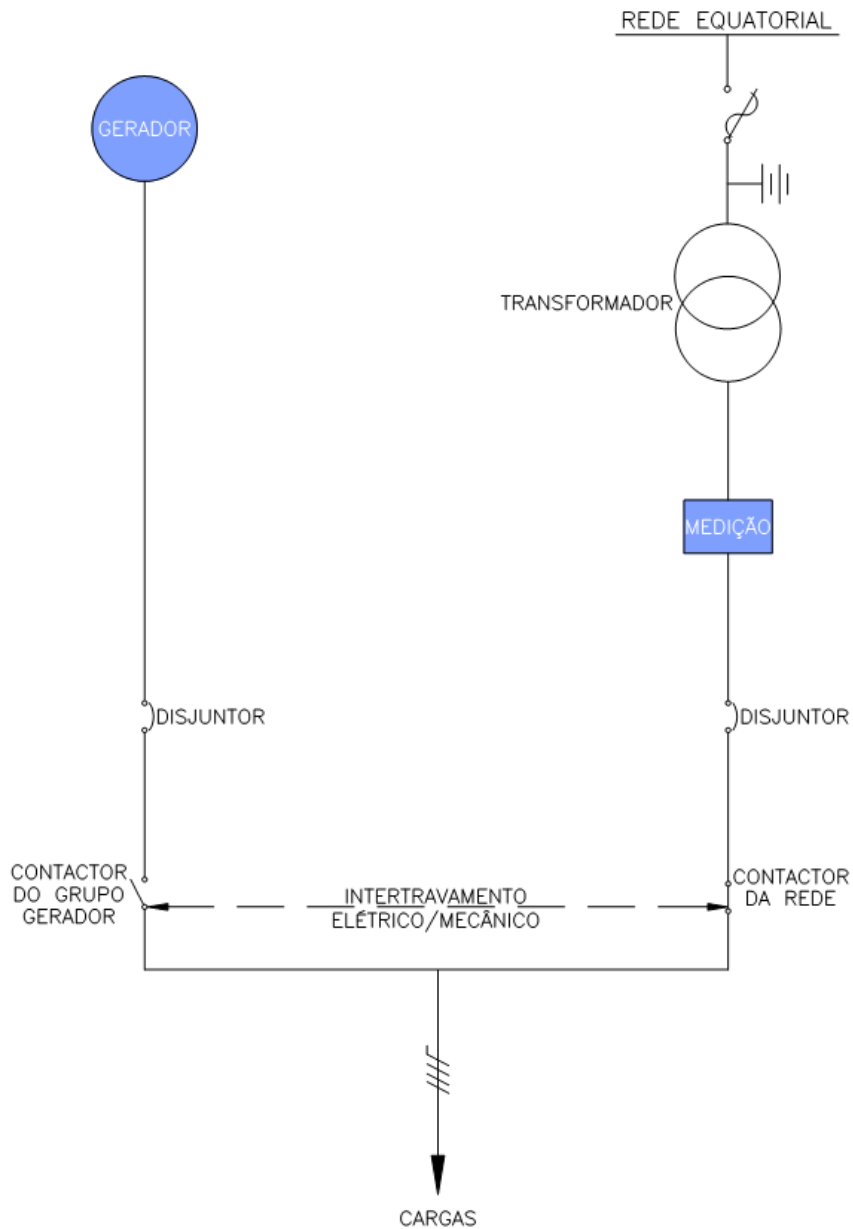 REDE EQUATORIAL
GERADOR
TRANSFORMADOR
MEDIÇÃO
DISJUNTOR
DISJUNTOR
CONTACTOR
DO GRUPO
GERADOR
INTERTRAVAMENTO
ELÉTRICO/MECÂNICO
CONTACTOR
DA REDE
CARGAS